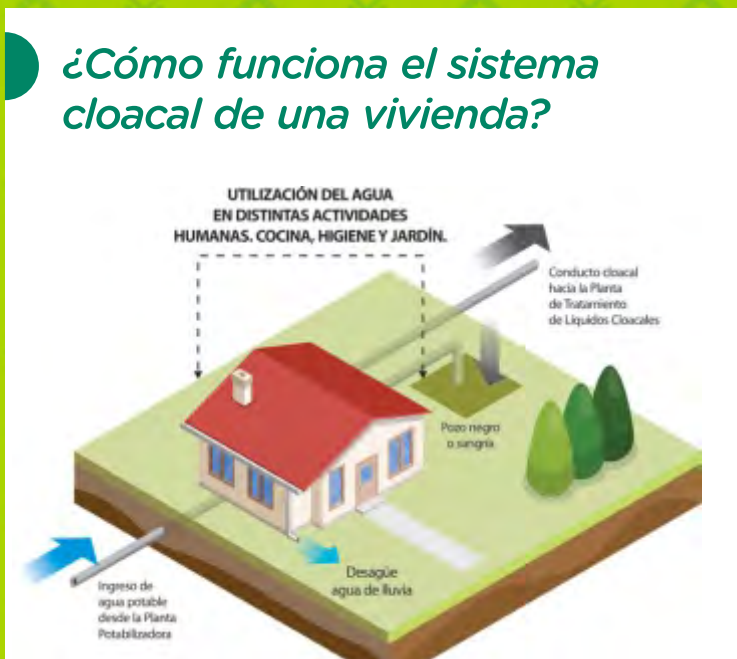 ¿Cómo funciona el sistema
cloacal de una vivienda?
UTILIZACIÓN DEL AGUA
EN DISTINTAS ACTIVIDADES
HUMANAS. COCINA, HIGIENE Y JARDÍN.
Conducto cloacal
hacia la Planta
de Tratamiento
de Líquidos Cloacales
Pozo negro
o sangría
Desagüe
agua de lluvia
Ingreso de
agua potable
desde la Planta
Potabilizadora